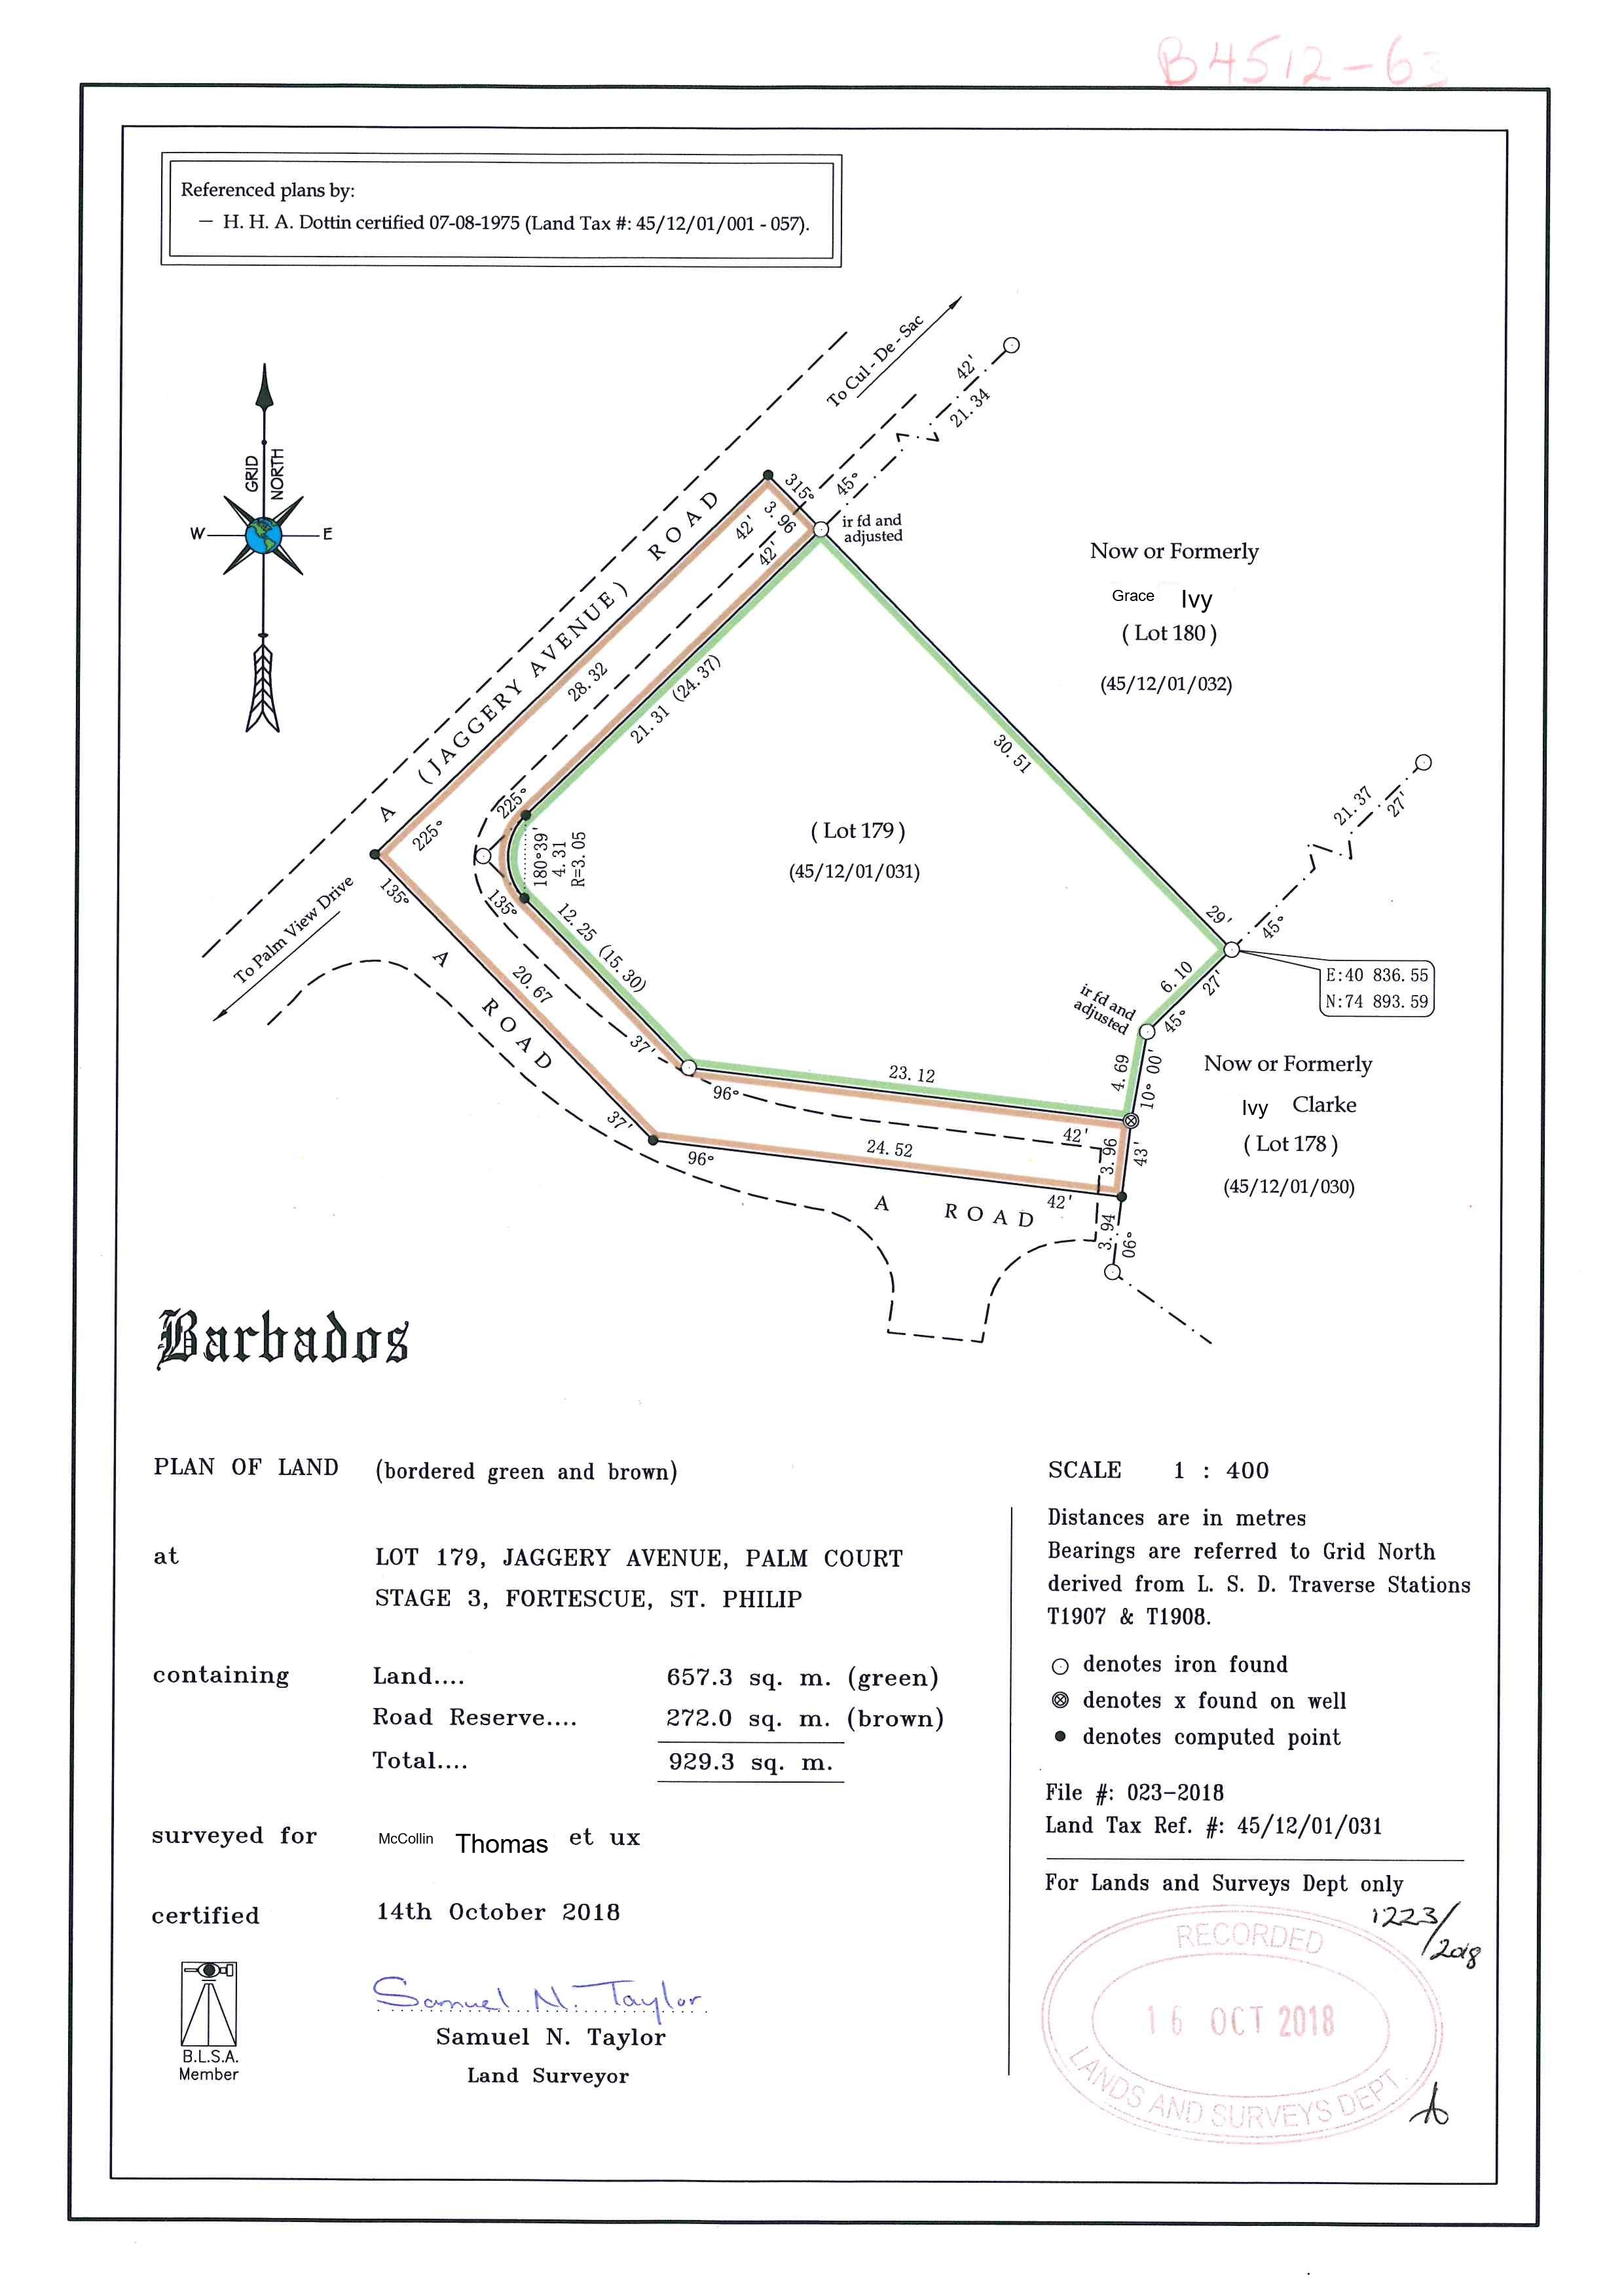 B4512-63
Referenced plans by:
— H. H. A. Dottin certified 07-08-1975 (Land Tax #: 45/12/01/001 - 057).
To Cul - De - Sac
42'
21.34
GRID NORTH
W
E
315°
45°
3.96
42'
42'
ir fd and
adjusted
A (JAGGERY AVENUE) ROAD
28.32
21.31 (24.37)
Now or Formerly
Grace Ivy
( Lot 180 )
(45/12/01/032)
30.51
225°
225°
180°39'
4.31
R=3.05
( Lot 179 )
(45/12/01/031)
21.37
27'
135°
135°
To Palm View Drive
12.25 (15.30)
29'
45°
A ROAD
20.67
6.10
27'
E:40 836.55
N:74 893.59
ir fd and
adjusted
45°
37'
4.69
10° 00'
23.12
96°
Now or Formerly
Ivy Clarke
( Lot 178 )
(45/12/01/030)
37'
42'
3.96
43'
24.52
96°
42'
A ROAD
3.94
06°
Barbados
PLAN OF LAND (bordered green and brown)
at LOT 179, JAGGERY AVENUE, PALM COURT
STAGE 3, FORTESCUE, ST. PHILIP
containing Land.... 657.3 sq. m. (green)
Road Reserve.... 272.0 sq. m. (brown)
Total.... 929.3 sq. m.
surveyed for McCollin Thomas et ux
certified 14th October 2018
B.L.S.A.
Member
Samuel N. Taylor
Samuel N. Taylor
Land Surveyor
SCALE 1 : 400
Distances are in metres
Bearings are referred to Grid North
derived from L. S. D. Traverse Stations
T1907 & T1908.
denotes iron found
denotes x found on well
denotes computed point
File #: 023-2018
Land Tax Ref. #: 45/12/01/031
For Lands and Surveys Dept only
1223/2018
RECORDED
16 OCT 2018
LANDS AND SURVEYS DEPT.